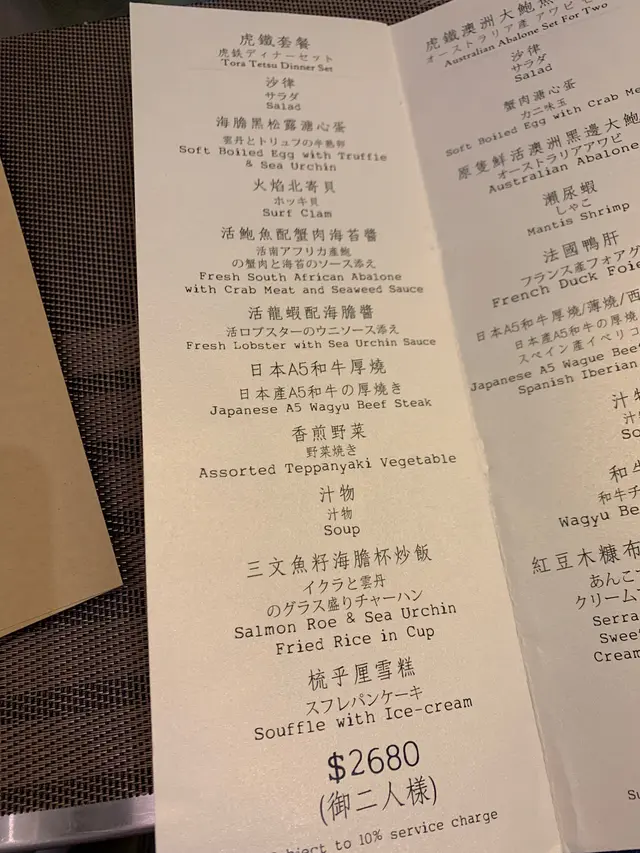 虎鐵套餐
虎鉄ディナーセット
Tora Tetsu Dinner Set
沙律
サラダ
Salad
海膽黑松露溏心蛋
雲丹とトリュフの半熟卵
Soft Boiled Egg with Truffle
& Sea Urchin
火焰北寄貝
ホッキ貝
Surf Clam
活鮑魚配蟹肉海苔醬
活南アフリカ産鮑
の蟹肉と海苔のソース添え
Fresh South African Abalone
with Crab Meat and Seaweed Sauce
活龍蝦配海膽醬
活ロブスターのウニソース添え
Fresh Lobster with Sea Urchin Sauce
日本A5和牛厚燒
日本產A5和牛の厚燒き
Japanese A5 Wagyu Beef Steak
香煎野菜
野菜焼き
Assorted Teppanyaki Vegetable
汁物
汁物
Soup
三文魚籽海膽杯炒飯
イクラと雲丹
のグラス盛りチャーハン
Salmon Roe & Sea Urchin
Fried Rice in Cup
梳乎厘雪糕
スフレパンケーキ
Souffle with Ice-cream
$2680
(御二人様)
to 10% service charge
虎鐵澳洲大鮑
オーストラリア產 アワビ
Australian Abalone Set For Two
沙律
サラダ
Salad
蟹肉溏心蛋
カニ味玉
Soft Boiled Egg with Crab
原隻鮮活澳洲黑邊大鮑
オーストラリアアワビ
Australian Abalone
瀨尿蝦
しゃこ
Mantis Shrimp
法國鴨肝
フランス産フォアグ
French Duck Foie
日本A5和牛厚燒/薄燒/西
日本產A5和牛の厚燒
スペイン産イベリコ
Japanese A5 Wague Beef
Spanish Iberian
汁
汁
So
和牛
和牛チ
Wagyu Be
紅豆木糠布
あんこ
クリーム
Serra
Swee
Cream
Su